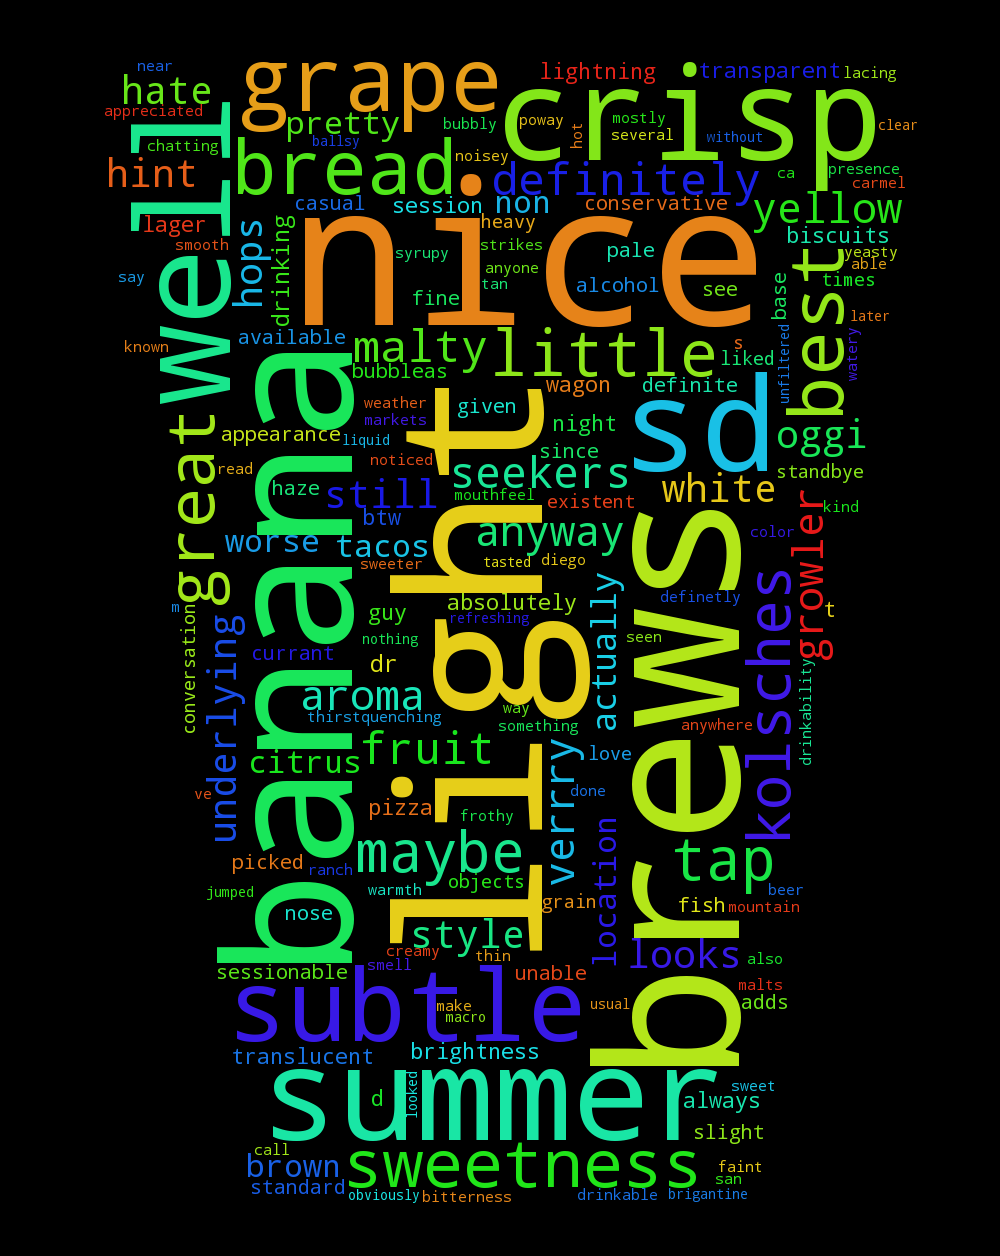 near
grape
lightning
transparent
lacing
hate
crisp
appreciated
pretty
bubbly
poway
mostly
hot
several
without
clear
chatting
ballsy
bread
noisey
hint
definitely
ca
presence
carmel
well
casual
session
non
conservative
yellow
lager
hops
drinking
nice
heavy
biscuits
smooth
syrupy
strikes
pale
yeasty
able
say
anyone
tan
alcohol
see
base
times
fine
best
later
known
available
malty
little
s
liked
unfiltered
watery
bubbleas
wagon
definite
banana
weather
given
light
sd
markets
night
great
appearance
liquid
since
oggi
read
noticed
seekers
standbye
haze
still
mouthfeel
existent
white
growler
kind
btw
anyway
brews
color
worse
tacos
sweeter
tasted
diego
kolsches
m
conversation
guy
absolutely
refreshing
actually
definetly
t
underlying
nothing
seen
currant
dr
drinkability
aroma
way
thirstquenching
something
anywhere
citrus
fruit
verrry
love
ve
pizza
done
frothy
location
picked
ranch
maybe
tap
jumped
warmth
objects
beer
nose
grain
fish
mountain
style
creamy
thin
looks
also
sessionable
smell
unable
malts
subtle
make
macro
usual
adds
translucent
brightness
summer
d
looked
sweet
always
slight
call
brown
sweetness
faint
san
standard
obviously
bitterness
drinkable
brigantine